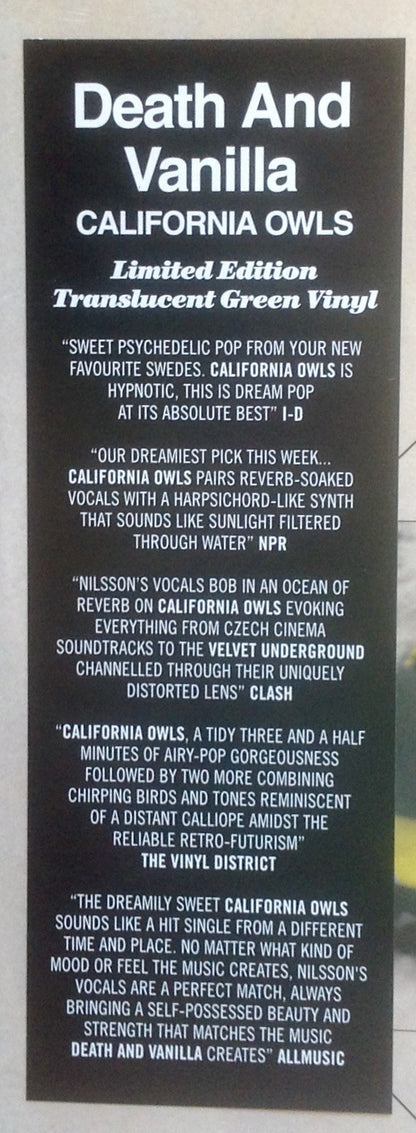 Death And
Vanilla
CALIFORNIA OWLS
Limited Edition
Translucent Green Vinyl
“SWEET PSYCHEDELIC POP FROM YOUR NEW
FAVOURITE SWEDES. CALIFORNIA OWLS IS
HYPNOTIC, THIS IS DREAM POP
AT ITS ABSOLUTE BEST” I-D
“OUR DREAMIEST PICK THIS WEEK...
CALIFORNIA OWLS PAIRS REVERB-SOAKED
VOCALS WITH A HARPSICHORD-LIKE SYNTH
THAT SOUNDS LIKE SUNLIGHT FILTERED
THROUGH WATER” NPR
“NILSSON’S VOCALS BOB IN AN OCEAN OF
REVERB ON CALIFORNIA OWLS EVOKING
EVERYTHING FROM CZECH CINEMA
SOUNDTRACKS TO THE VELVET UNDERGROUND
CHANNELLED THROUGH THEIR UNIQUELY
DISTORTED LENS” CLASH
“CALIFORNIA OWLS, A TIDY THREE AND A HALF
MINUTES OF AIRY-POP GORGEOUSNESS
FOLLOWED BY TWO MORE COMBINING
CHIRPING BIRDS AND TONES REMINISCENT
OF A DISTANT CALLIOPE AMIDST THE
RELIABLE RETRO-FUTURISM”
THE VINYL DISTRICT
“THE DREAMILY SWEET CALIFORNIA OWLS
SOUNDS LIKE A HIT SINGLE FROM A DIFFERENT
TIME AND PLACE. NO MATTER WHAT KIND OF
MOOD OR FEEL THE MUSIC CREATES, NILSSON'S
VOCALS ARE A PERFECT MATCH, ALWAYS
BRINGING A SELF-POSSESSED BEAUTY AND
STRENGTH THAT MATCHES THE MUSIC
DEATH AND VANILLA CREATES” ALLMUSIC